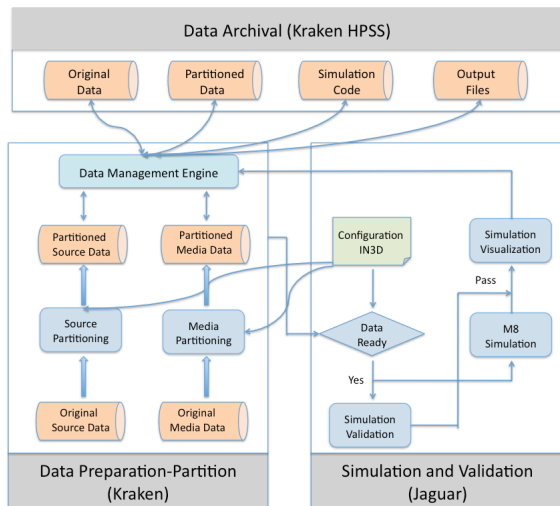 Data Archival (Kraken HPSS)
Original
Data
Partitioned
Data
Simulation
Code
Output
Files
Data Management Engine
Partitioned
Source Data
Partitioned
Media Data
Source
Partitioning
Media
Partitioning
Original
Source Data
Original
Media Data
Data Preparation-Partition
(Kraken)
Configuration
IN3D
Data
Ready
Yes
Simulation
Validation
Simulation
Visualization
Pass
M8
Simulation
Simulation and Validation
(Jaguar)